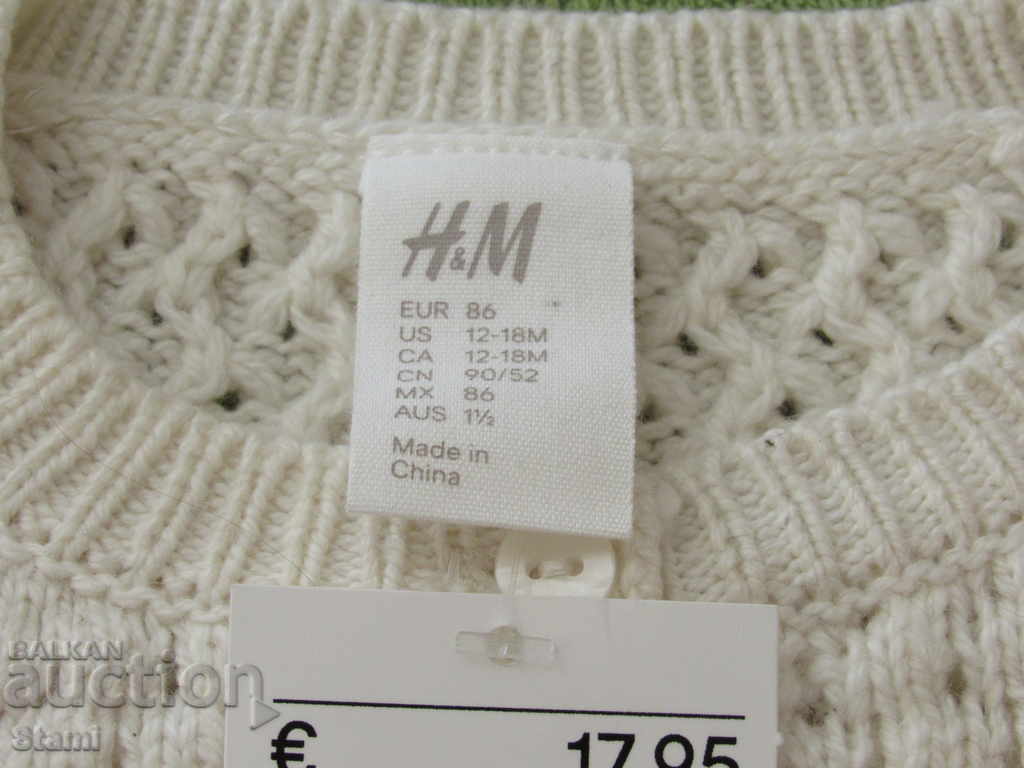 H&M
EUR 86
US 12-18M
CA 12-18M
CN 90/52
MX 86
AUS 1½
Made in
China
BALKAN
auction
Stami
€ 17.95